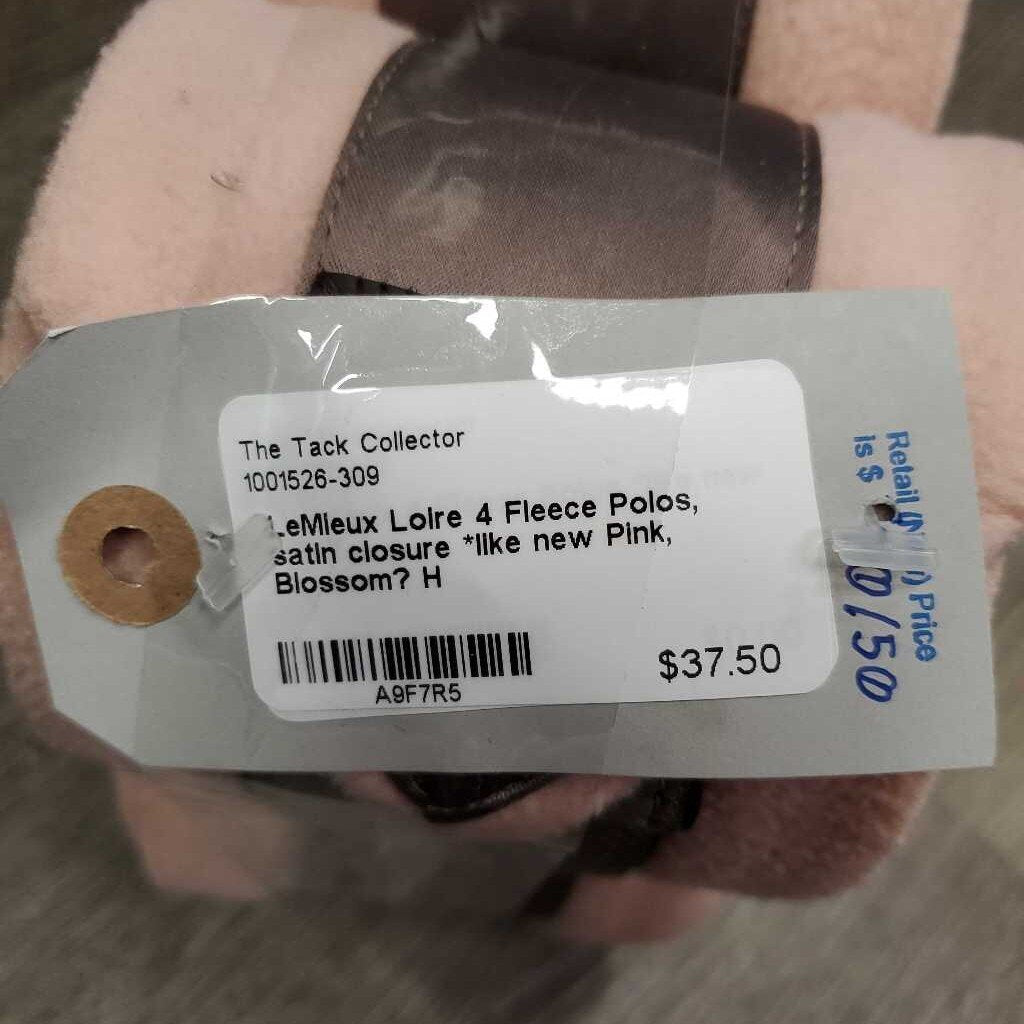 The Tack Collector
1001526-309
LeMieux Loire 4 Fleece Polos,
satin closure *like new Pink,
Blossom? H
A9F7R5
$37.50
Retail Price
is $